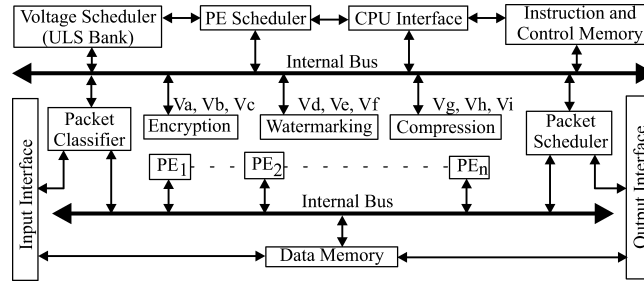 Voltage Scheduler
(ULS Bank)
PE Scheduler
CPU Interface
Instruction and
Control Memory
Internal Bus
Input Interface
Packet
Classifier
Va, Vb, Vc
Encryption
Vd, Ve, Vf
Watermarking
Vg, Vh, Vi
Compression
Packet
Scheduler
Output Interface
PE1
PE2
PEn
Internal Bus
Data Memory